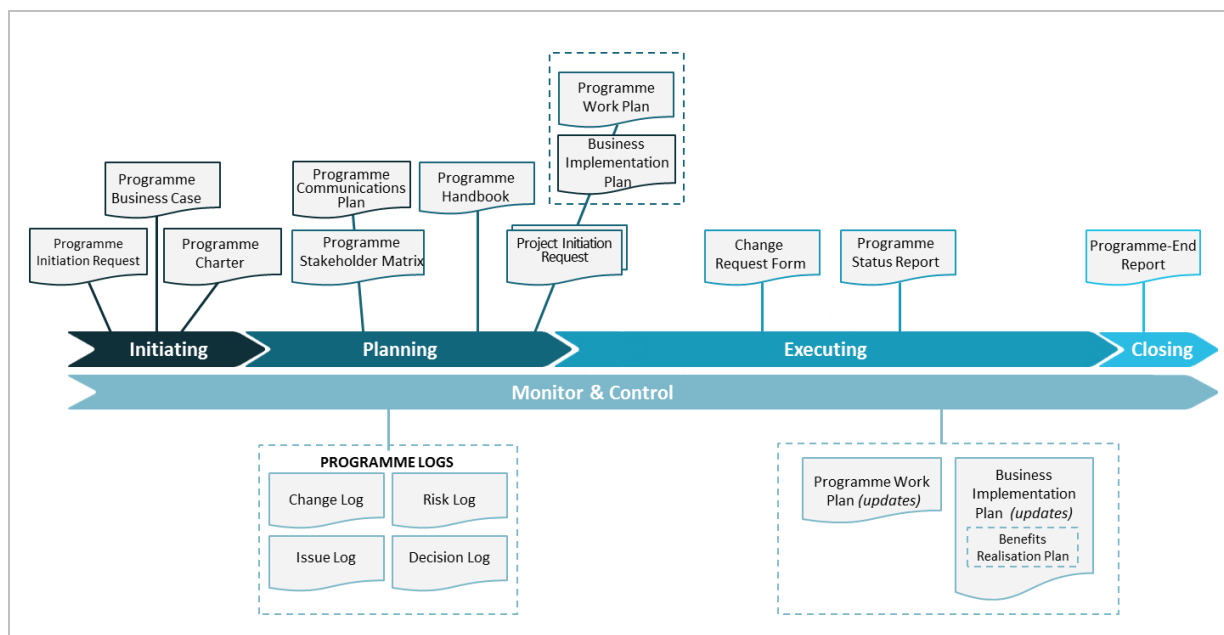 Programme
Work Plan
Business
Implementation
Plan
Programme
Business Case
Programme
Communications
Plan
Programme
Handbook
Programme
Initiation Request
Programme
Charter
Programme
Stakeholder Matrix
Project Initiation
Request
Change
Request Form
Programme
Status Report
Programme-End
Report
Initiating
Planning
Executing
Closing
Monitor & Control
PROGRAMME LOGS
Change Log
Risk Log
Issue Log
Decision Log
Programme Work
Plan (updates)
Business
Implementation
Plan (updates)
Benefits
Realisation Plan